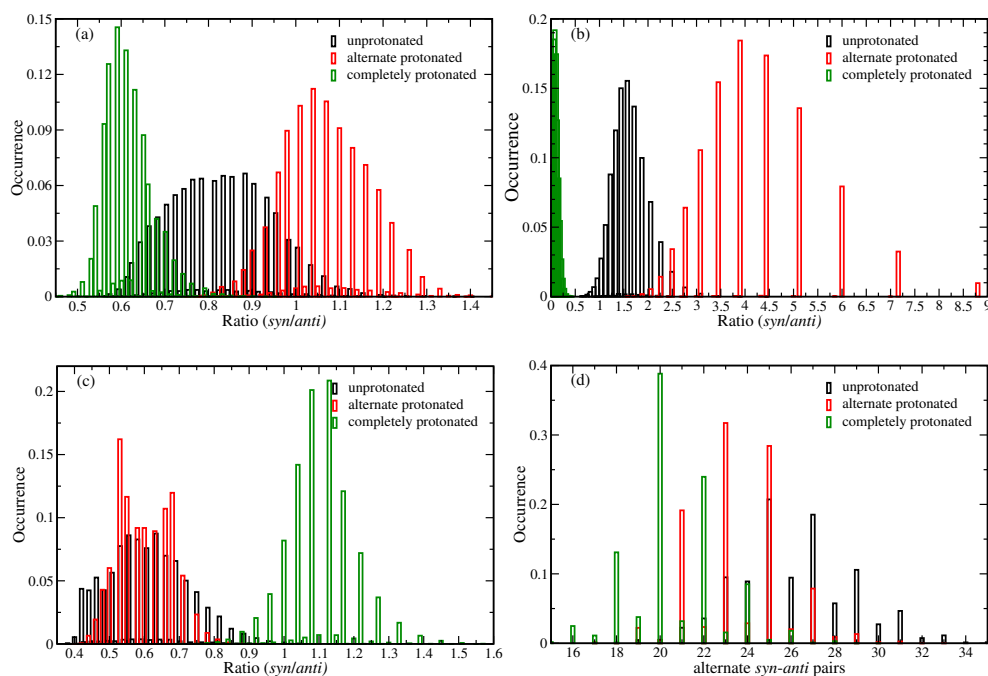 (a)
unprotonated
alternate protonated
completely protonated
Occurrence
0.15
0.12
0.09
0.06
0.03
0
0.5 0.6 0.7 0.8 0.9 1 1.1 1.2 1.3 1.4
Ratio (syn/anti)
(b)
unprotonated
alternate protonated
completely protonated
Occurrence
0.2
0.15
0.1
0.05
0
0 0.5 1 1.5 2 2.5 3 3.5 4 4.5 5 5.5 6 6.5 7 7.5 8 8.5 9
Ratio (syn/anti)
(c)
unprotonated
alternate protonated
completely protonated
Occurrence
0.2
0.15
0.1
0.05
0
0.4 0.5 0.6 0.7 0.8 0.9 1 1.1 1.2 1.3 1.4 1.5 1.6
Ratio (syn/anti)
(d)
unprotonated
alternate protonated
completely protonated
Occurrence
0.4
0.3
0.2
0.1
0
16 18 20 22 24 26 28 30 32 34
alternate syn-anti pairs